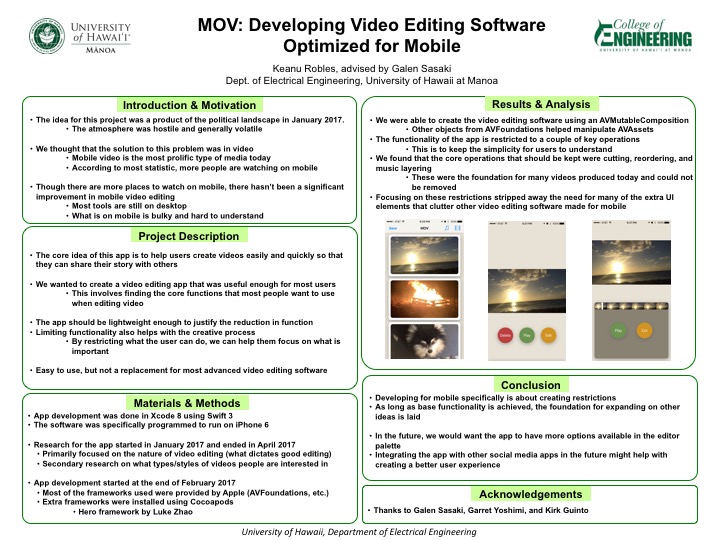 UNIVERSITY
OF HAWAIʻI®
MĀNOA
MOV: Developing Video Editing Software
Optimized for Mobile
Keanu Robles, advised by Galen Sasaki
Dept. of Electrical Engineering, University of Hawaii at Manoa
College of
ENGINEERING
UNIVERSITY OF HAWAI'I AT MĀNOA
Introduction & Motivation
• The idea for this project was a product of the political landscape in January 2017.
• The atmosphere was hostile and generally volatile
• We thought that the solution to this problem was in video
• Mobile video is the most prolific type of media today
• According to most statistic, more people are watching on mobile
• Though there are more places to watch on mobile, there hasn't been a significant
improvement in mobile video editing
• Most tools are still on desktop
• What is on mobile is bulky and hard to understand
Project Description
• The core idea of this app is to help users create videos easily and quickly so that
they can share their story with others
• We wanted to create a video editing app that was useful enough for most users
• This involves finding the core functions that most people want to use
when editing video
• The app should be lightweight enough to justify the reduction in function
• Limiting functionality also helps with the creative process
• By restricting what the user can do, we can help them focus on what is
important
• Easy to use, but not a replacement for most advanced video editing software
Materials & Methods
• App development was done in Xcode 8 using Swift 3
• The software was specifically programmed to run on iPhone 6
• Research for the app started in January 2017 and ended in April 2017
• Primarily focused on the nature of video editing (what dictates good editing)
• Secondary research on what types/styles of videos people are interested in
• App development started at the end of February 2017
• Most of the frameworks used were provided by Apple (AVFoundations, etc.)
• Extra frameworks were installed using Cocoapods
• Hero framework by Luke Zhao
Results & Analysis
• We were able to create the video editing software using an AVMutableComposition
• Other objects from AVFoundations helped manipulate AVAssets
• The functionality of the app is restricted to a couple of key operations
• This is to keep the simplicity for users to understand
• We found that the core operations that should be kept were cutting, reordering, and
music layering
• These were the foundation for many videos produced today and could not
be removed
• Focusing on these restrictions stripped away the need for many of the extra UI
elements that clutter other video editing software made for mobile
Save MOV
Delete Play Edit
Play Cut
Conclusion
• Developing for mobile specifically is about creating restrictions
• As long as base functionality is achieved, the foundation for expanding on other
ideas is laid
• In the future, we would want the app to have more options available in the editor
palette
• Integrating the app with other social media apps in the future might help with
creating a better user experience
Acknowledgements
• Thanks to Galen Sasaki, Garret Yoshimi, and Kirk Guinto
University of Hawaii, Department of Electrical Engineering